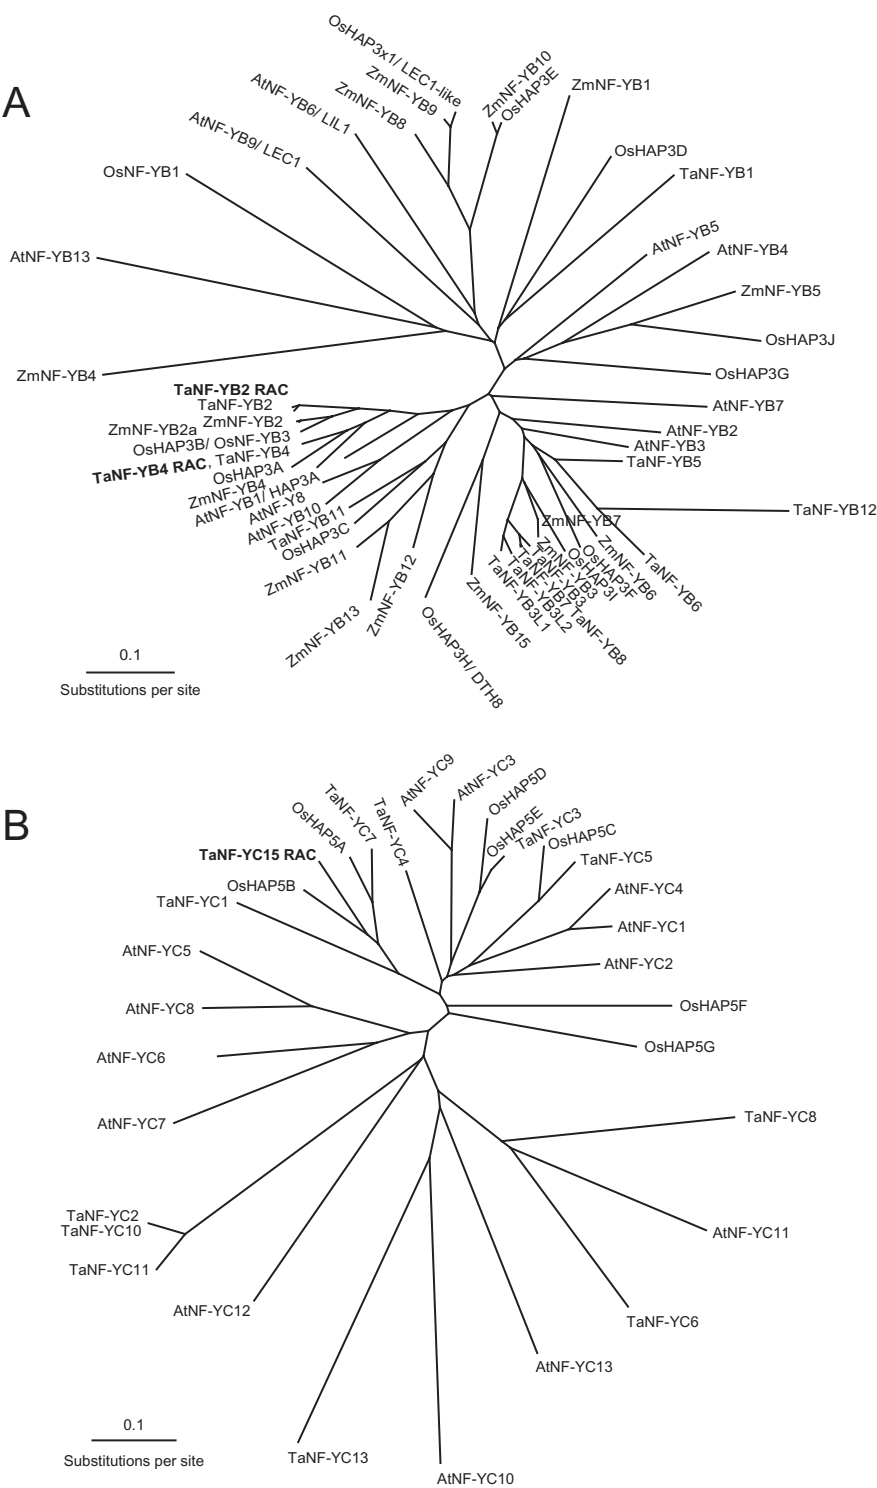 A
OsHAP3x1/ LEC1-like
ZmNF-YB9
ZmNF-YB8
AtNF-YB6/ LIL1
AtNF-YB9/ LEC1
OsNF-YB1
AtNF-YB13
ZmNF-YB4
ZmNF-YB10
OsHAP3E
ZmNF-YB1
OsHAP3D
TaNF-YB1
AtNF-YB5
AtNF-YB4
ZmNF-YB5
OsHAP3J
OsHAP3G
AtNF-YB7
AtNF-YB2
AtNF-YB3
TaNF-YB5
TaNF-YB12
TaNF-YB2 RAC
TaNF-YB2
ZmNF-YB2a ZmNF-YB2
OsHAP3B/ OsNF-YB3
TaNF-YB4 RAC, TaNF-YB4
OsHAP3A
ZmNF-YB4
AtNF-YB1/ HAP3A
AtNF-Y8
AtNF-YB10
TaNF-YB11
OsHAP3C
ZmNF-YB11
ZmNF-YB13
ZmNF-YB12
OsHAP3H/ DTH8
ZmNF-YB15
TaNF-YB3L1
TaNF-YB3L2
TaNF-YB7
TaNF-YB8
TaNF-YB3
ZmNF-YB3
ZmNF-YB7
OsHAP3I
OsHAP3F
ZmNF-YB6
TaNF-YB6
0.1
Substitutions per site
B
AtNF-YC9
AtNF-YC3
OsHAP5D
OsHAP5E
TaNF-YC3
OsHAP5C
TaNF-YC5
AtNF-YC4
AtNF-YC1
AtNF-YC2
OsHAP5F
OsHAP5G
TaNF-YC4
TaNF-YC7
OsHAP5A
TaNF-YC15 RAC
OsHAP5B
TaNF-YC1
AtNF-YC5
AtNF-YC8
AtNF-YC6
AtNF-YC7
TaNF-YC8
AtNF-YC11
TaNF-YC6
AtNF-YC13
TaNF-YC2
TaNF-YC10
TaNF-YC11
AtNF-YC12
TaNF-YC13
AtNF-YC10
0.1
Substitutions per site